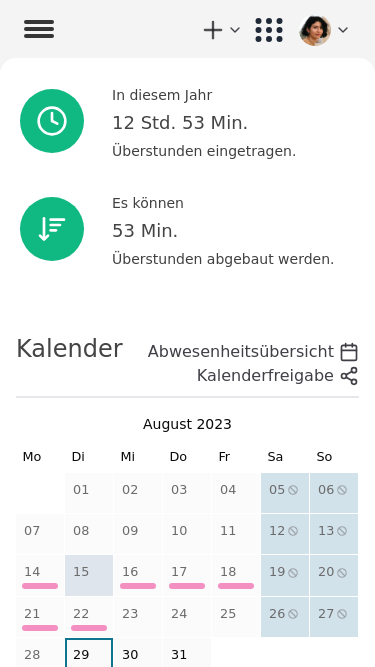 In diesem Jahr
12 Std. 53 Min.
Überstunden eingetragen.
Es können
53 Min.
Überstunden abgebaut werden.
Kalender
Abwesenheitsübersicht
Kalenderfreigabe
August 2023
Mo Di Mi Do Fr Sa So
01 02 03 04 05 06
07 08 09 10 11 12 13
14 15 16 17 18 19 20
21 22 23 24 25 26 27
28 29 30 31